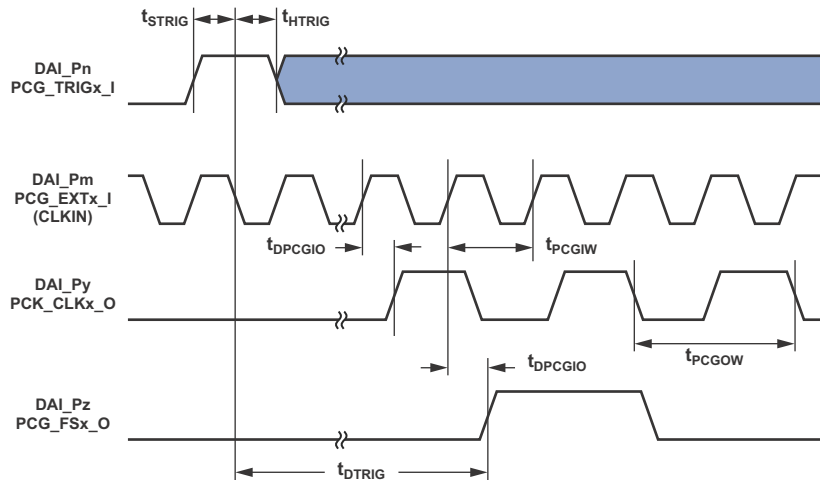 tSTRIG
tHTRIG
DAI_Pn
PCG_TRIGx_I
DAI_Pm
PCG_EXTx_I
(CLKIN)
tDPCGIO
tPCGIW
DAI_Py
PCK_CLKx_O
tDPCGIO
tPCGOW
DAI_Pz
PCG_FSx_O
tDTRIG